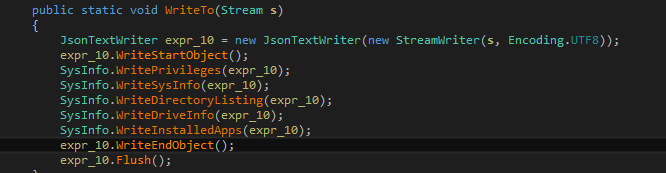 public static void WriteTo(Stream s)
{
JsonTextWriter expr_10 = new JsonTextWriter(new StreamWriter(s, Encoding.UTF8));
expr_10.WriteStartObject();
SysInfo.WritePrivileges(expr_10);
SysInfo.WriteSysInfo(expr_10);
SysInfo.WriteDirectoryListing(expr_10);
SysInfo.WriteDriveInfo(expr_10);
SysInfo.WriteInstalledApps(expr_10);
expr_10.WriteEndObject();
expr_10.Flush();